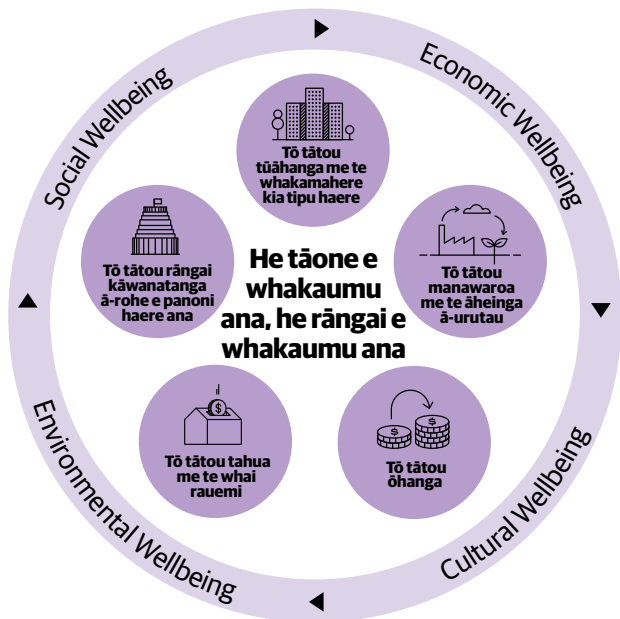 Social Wellbeing
Economic Wellbeing
Tō tātou
tūāhanga me te
whakamahere
kia tipu haere
Tō tātou rāngai
kāwanatanga
ā-rohe e panoni
haere ana
He tāone e
whakaumu
ana, he rāngai e
whakaumu ana
Tō tātou
manawaroa
me te āheinga
ā-urutau
Tō tātou tahua
me te whai
rauemi
$
Tō tātou
ōhanga
$
$
Environmental Wellbeing
Cultural Wellbeing